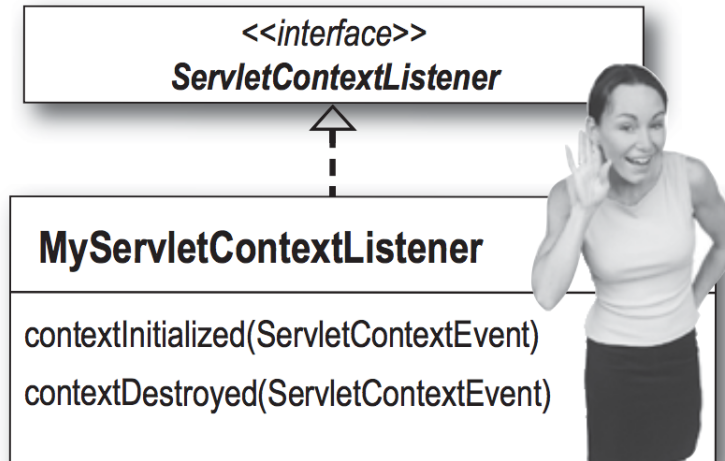 <<interface>>
ServletContextListener
MyServletContextListener
contextInitialized(ServletContextEvent)
contextDestroyed(ServletContextEvent)